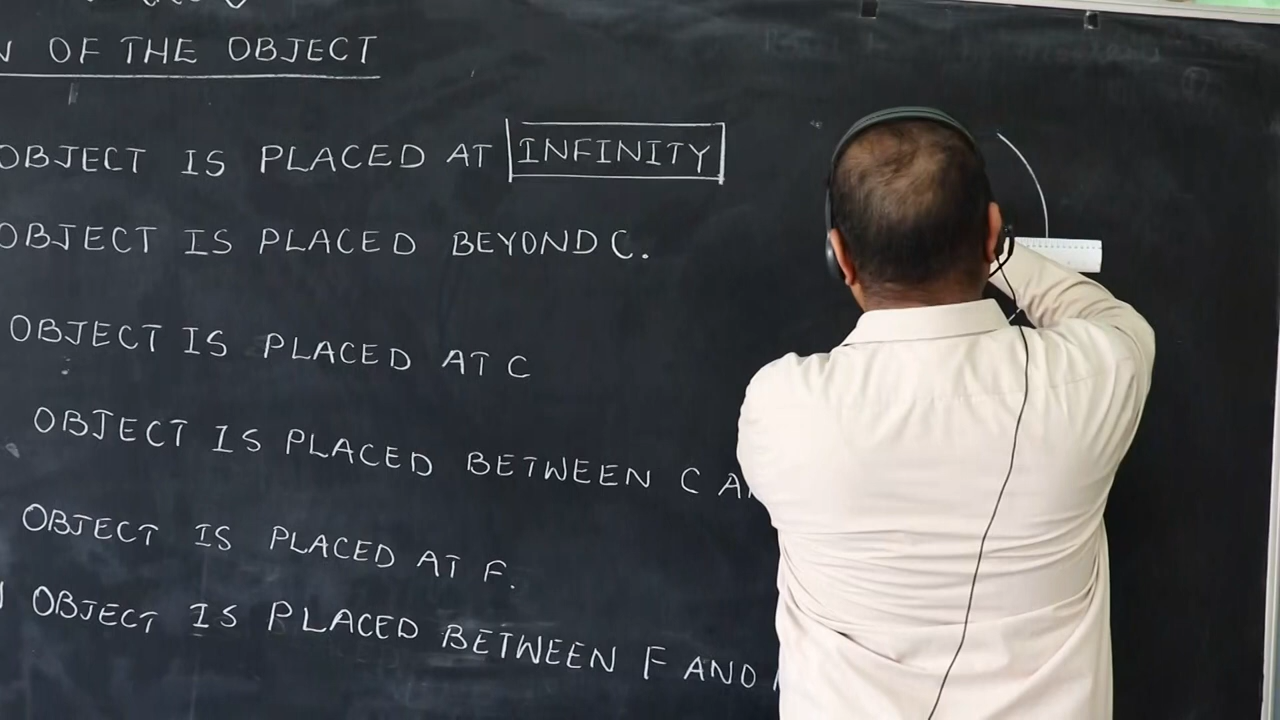 OF THE OBJECT
OBJECT IS PLACED AT INFINITY
OBJECT IS PLACED BEYOND C.
OBJECT IS PLACED AT C
OBJECT IS PLACED BETWEEN C
OBJECT IS PLACED AT F.
OBJECT IS PLACED BETWEEN F AND